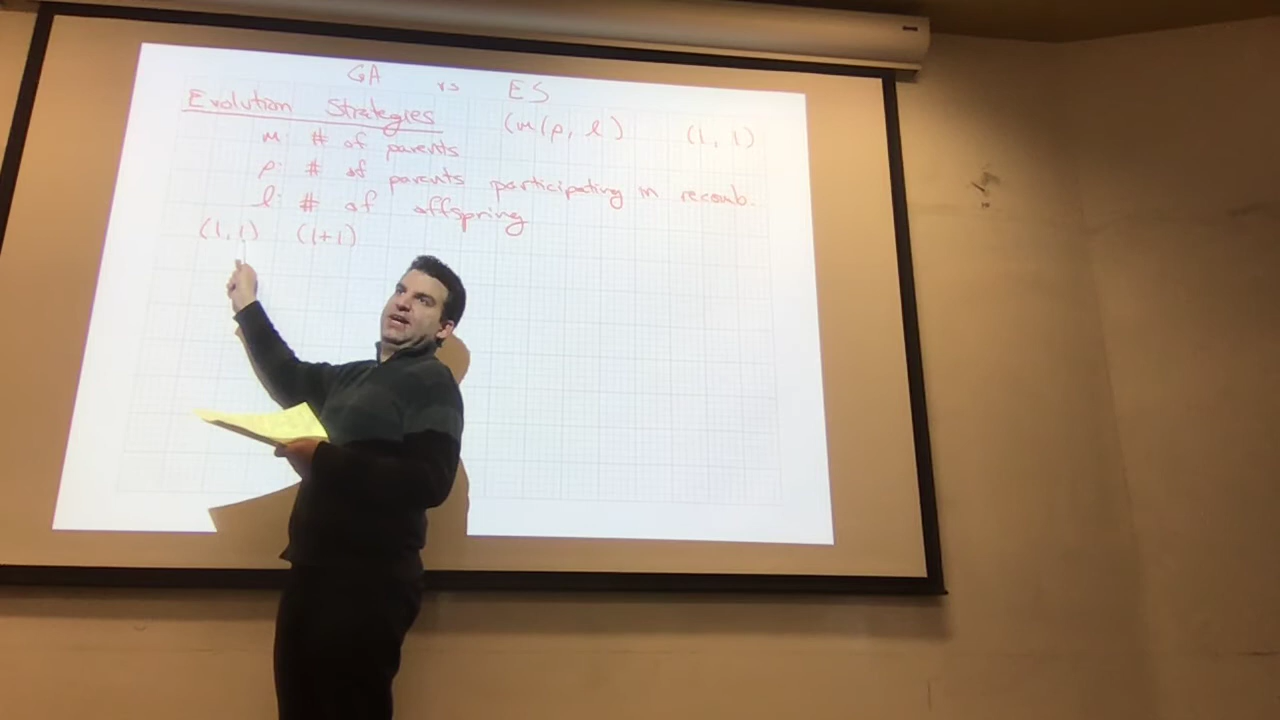 GA vs ES
Evolution Strategies (m/ρ, l) (1, 1)
m: # of parents
ρ: # of parents participating in recomb.
l: # of offspring
(1,1) (1+1)